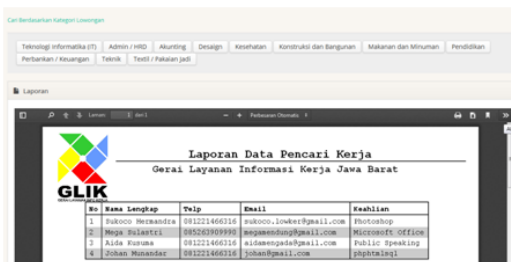 Cari Berdasarkan Kategori Lowongan
Teknologi Informatika (IT) Admin / HRD Akunting Desaign Kesehatan Konstruksi dan Bangunan Makanan dan Minuman Pendidikan
Perbankan / Keuangan Teknik Textil / Pakaian jadi
Laporan
Laman: 1 dari 1 Perbesaran Otomatis
Laporan Data Pencari Kerja
Gerai Layanan Informasi Kerja Jawa Barat
GLIK
No Nama Lengkap Telp Email Keahlian
1 Sukoco Hermandra 081221466316 sukoco.lowker@gmail.com Photoshop
2 Mega Sulastri 085263909990 megamendung@gmail.com Microsoft Office
3 Aida Kusuma 081221466316 aidamengada@gmail.com Public Speaking
4 Johan Munandar 081221466316 johan@gmail.com phphtmlsql